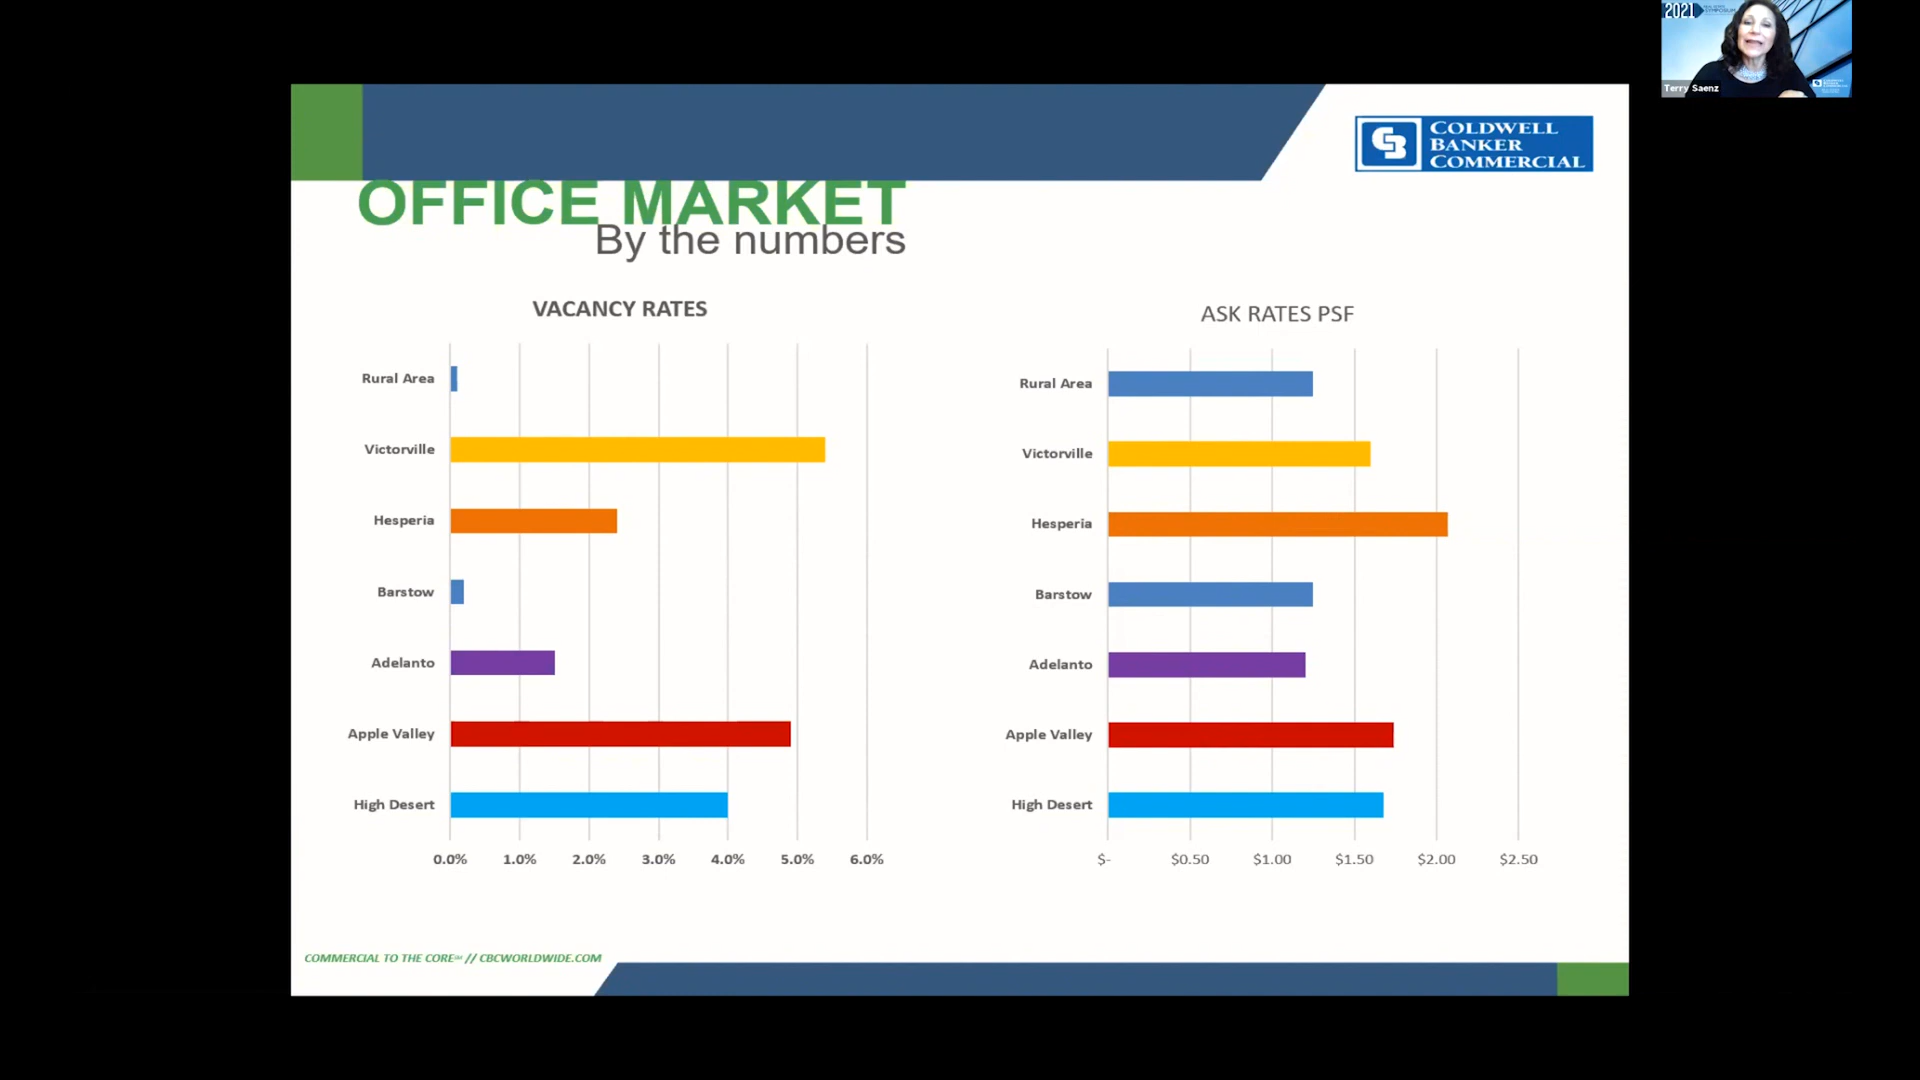 2021
SYMPOSIUM
Terry Saenz
COLDWELL
BANKER
COMMERCIAL
OFFICE MARKET
By the numbers
VACANCY RATES
Rural Area
Victorville
Hesperia
Barstow
Adelanto
Apple Valley
High Desert
0.0% 1.0% 2.0% 3.0% 4.0% 5.0% 6.0%
ASK RATES PSF
Rural Area
Victorville
Hesperia
Barstow
Adelanto
Apple Valley
High Desert
$- $0.50 $1.00 $1.50 $2.00 $2.50
COMMERCIAL TO THE CORE℠ // CBCWORLDWIDE.COM